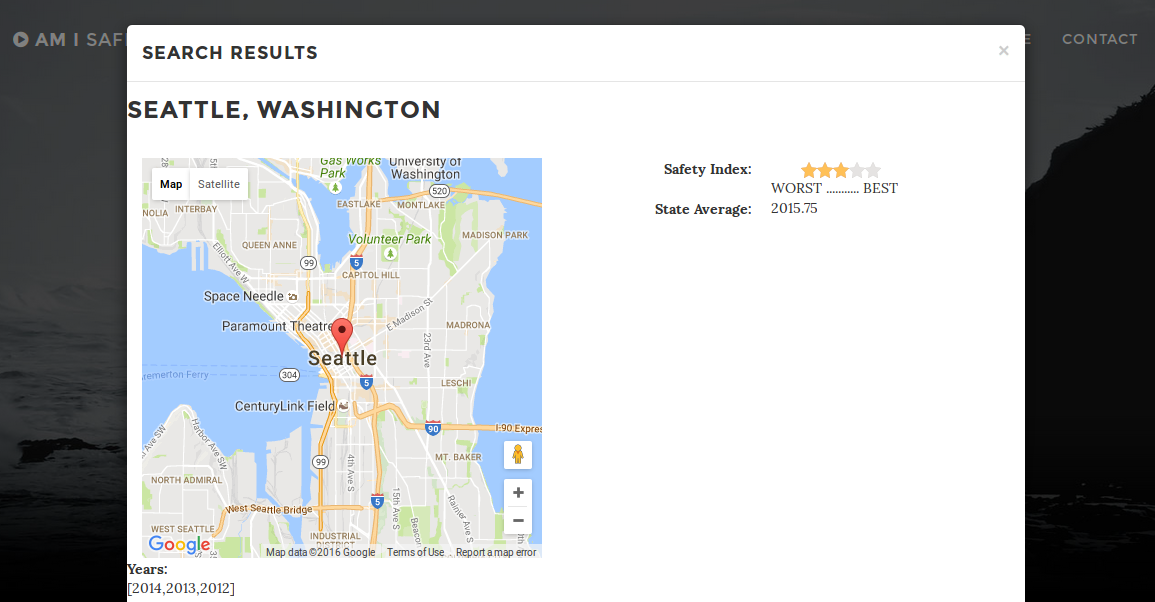 AM I SAF
E
CONTACT
SEARCH RESULTS
×
SEATTLE, WASHINGTON
Map
Satellite
Gas Works
Park
University of
Washington
520
INTERBAY
EASTLAKE
MONTLAKE
NOLIA
Volunteer Park
MADISON PARK
QUEEN ANNE
Elliott Ave W
99
5
CAPITOL HILL
Space Needle
E Madison St
Paramount Theatre
MADRONA
23rd Ave
Seattle
304
5
remerton Ferry
LESCHI
CenturyLink Field
90
I-90 Expres
Harbor Ave SW
MT. BAKER
99
4th Ave S
NORTH ADMIRAL
5
15th Ave S
Rainier Ave S
West Seattle Bridge
WEST SEATTLE
INDUSTRIAL
DISTRICT
Google
Map data ©2016 Google
Terms of Use
Report a map error
Safety Index:
WORST ........... BEST
State Average:
2015.75
Years:
[2014,2013,2012]